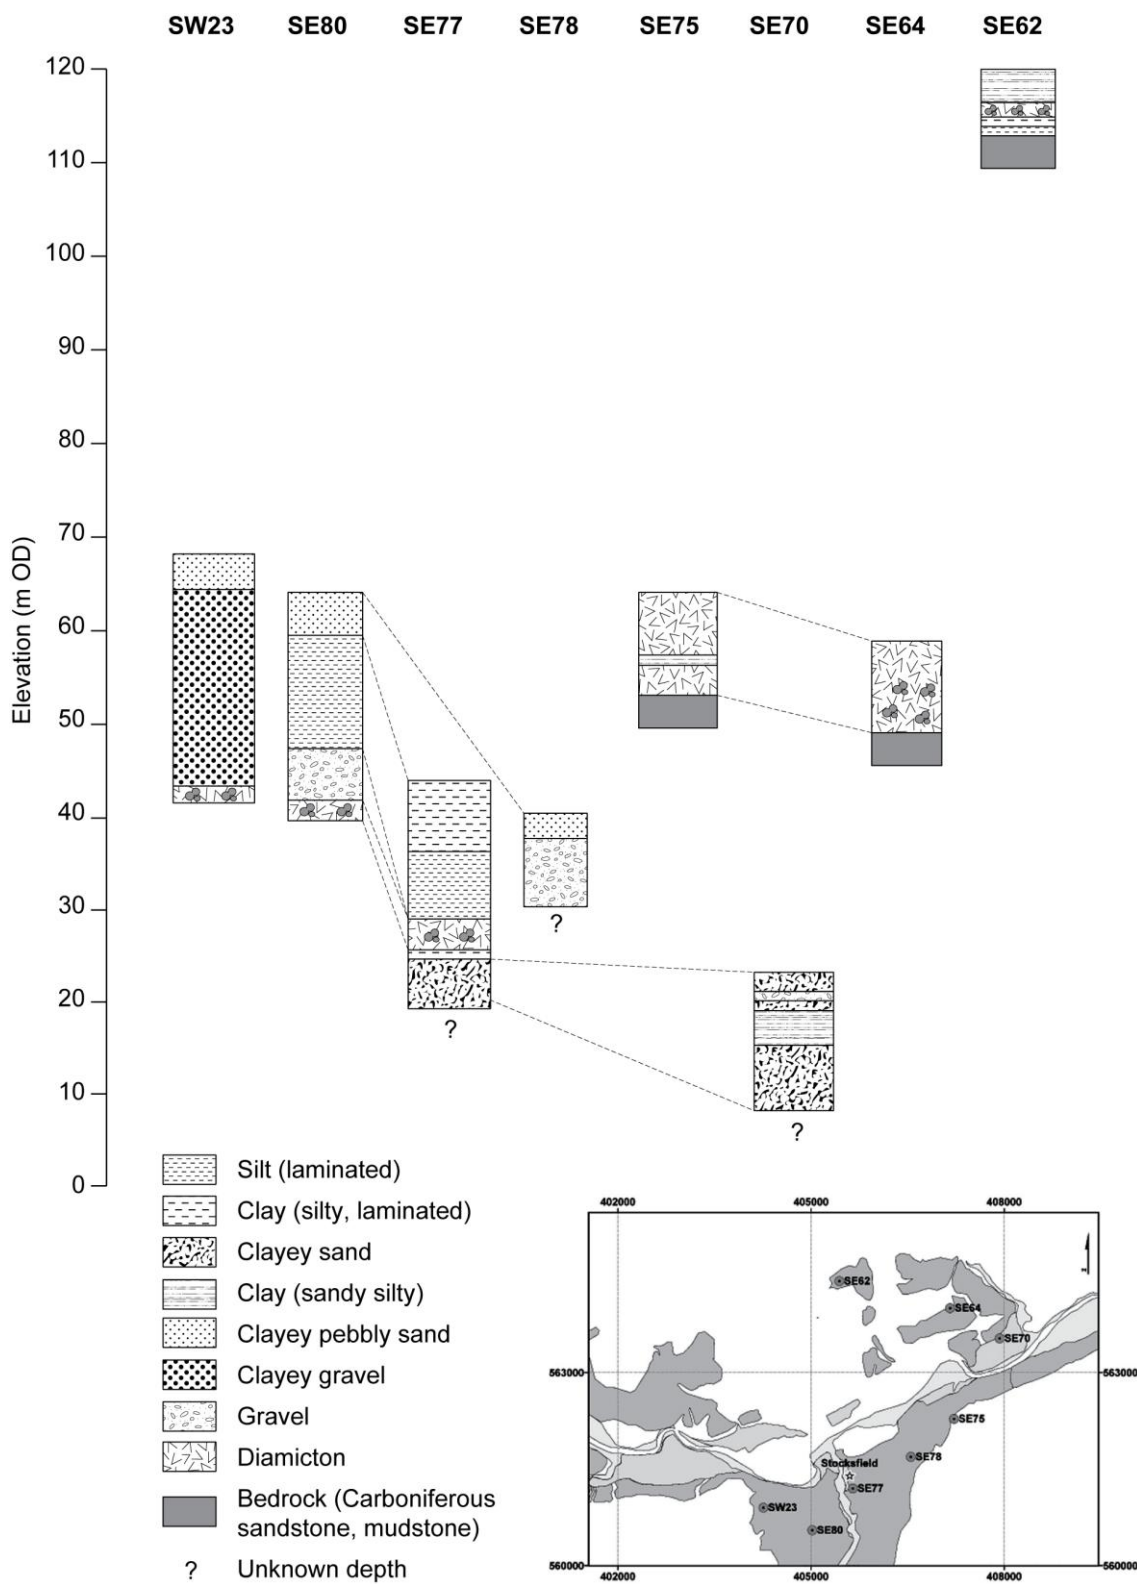 SW23 SE80 SE77 SE78 SE75 SE70 SE64 SE62
120
110
100
90
80
70
60
50
40
30
20
10
0
Elevation (m OD)
?
?
?
Silt (laminated)
Clay (silty, laminated)
Clayey sand
Clay (sandy silty)
Clayey pebbly sand
Clayey gravel
Gravel
Diamicton
Bedrock (Carboniferous
sandstone, mudstone)
? Unknown depth
402000 405000 408000
SE62
SE64
SE70
563000 563000
SE75
SE78
Stocksfield
SE77
SW23
SE80
560000 560000
402000 405000 408000